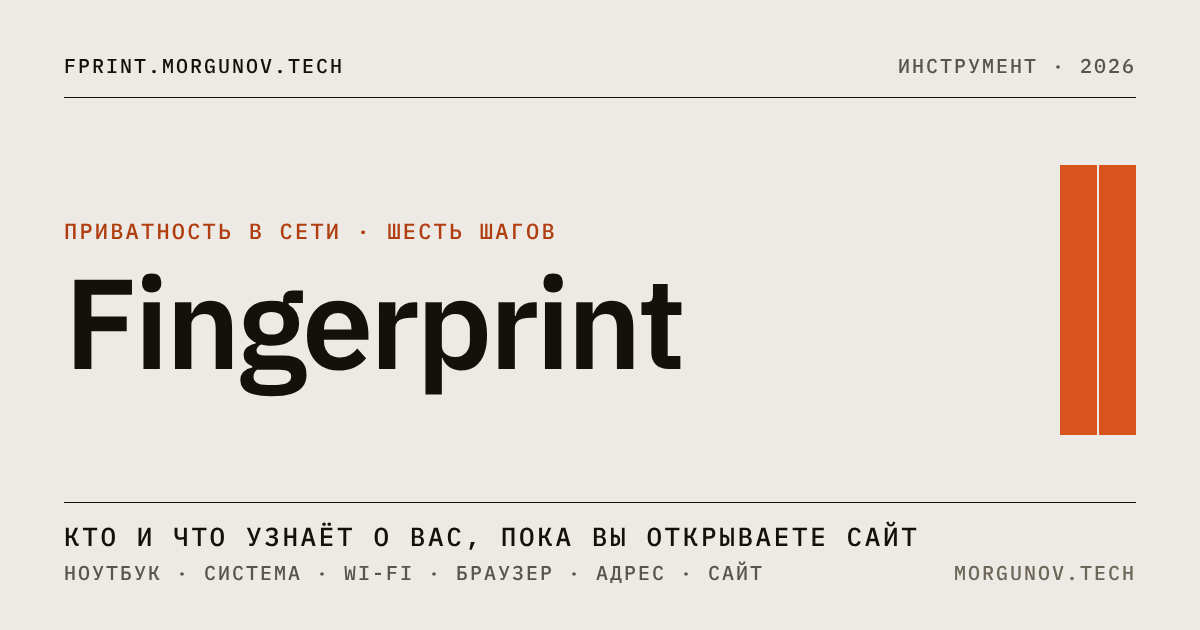 FPRINT.MORGUNOV.TECH
ИНСТРУМЕНТ · 2026
ПРИВАТНОСТЬ В СЕТИ · ШЕСТЬ ШАГОВ
Fingerprint
КТО И ЧТО УЗНАЁТ О ВАС, ПОКА ВЫ ОТКРЫВАЕТЕ САЙТ
НОУТБУК · СИСТЕМА · WI-FI · БРАУЗЕР · АДРЕС · САЙТ
MORGUNOV.TECH